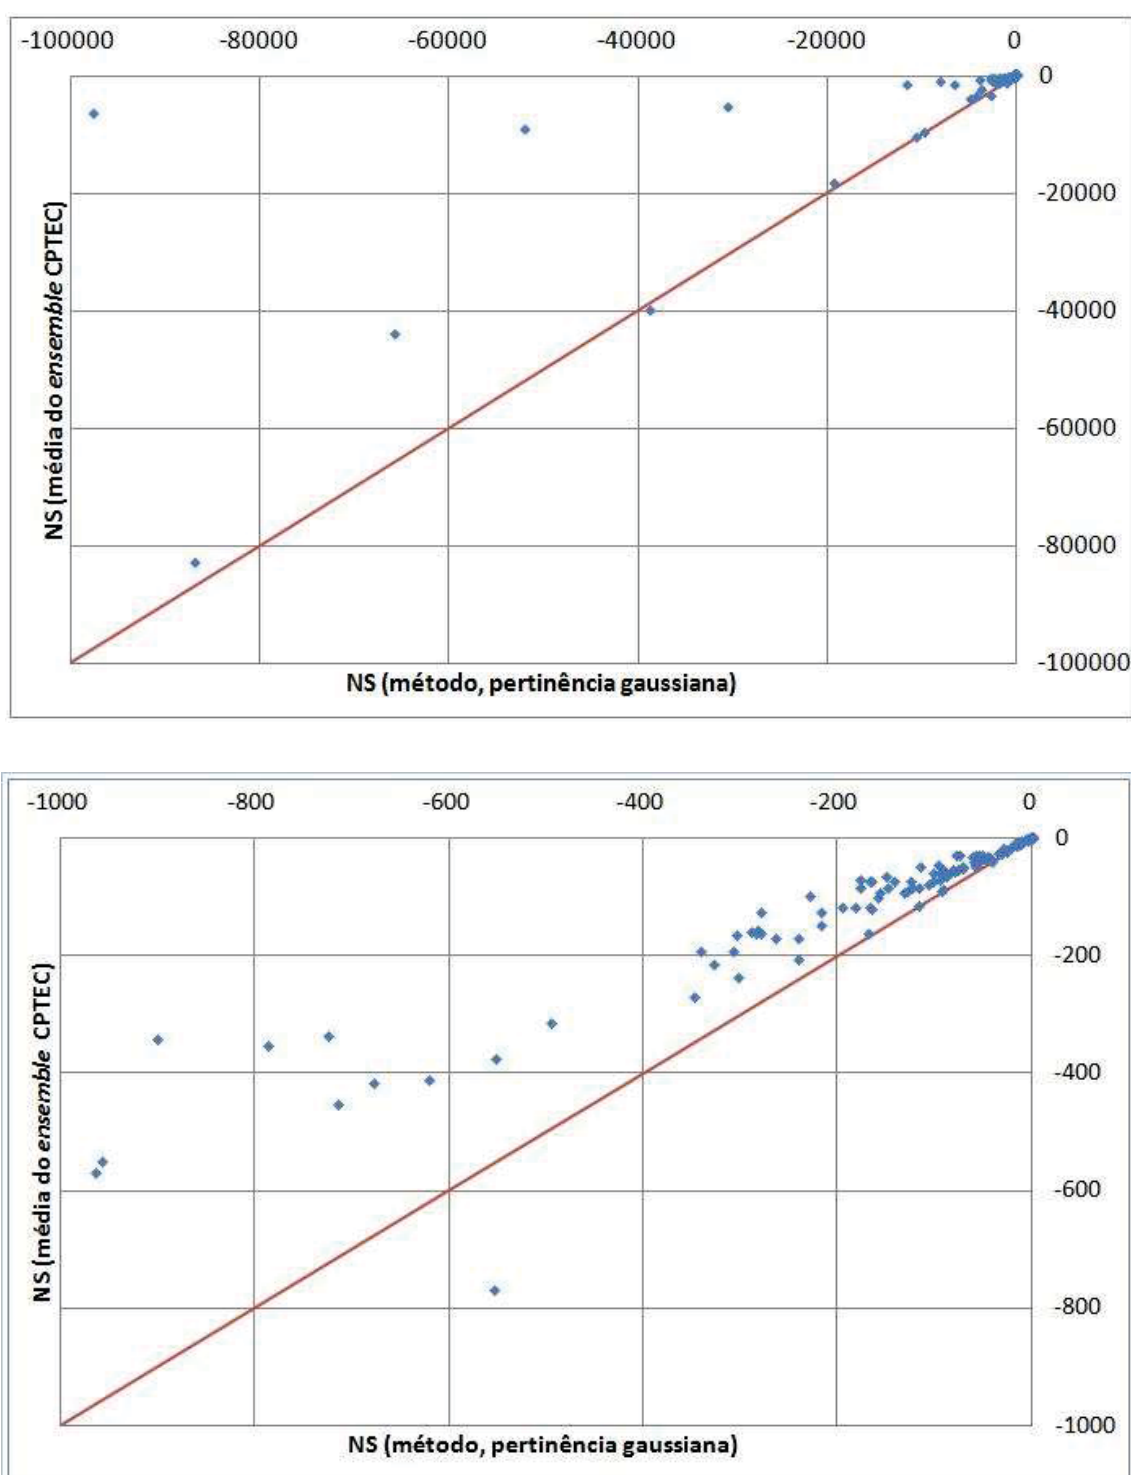 -100000 -80000 -60000 -40000 -20000 0
0
-20000
-40000
-60000
-80000
-100000
NS (média do ensemble CPTEC)
NS (método, pertinência gaussiana)
-1000 -800 -600 -400 -200 0
0
-200
-400
-600
-800
-1000
NS (média do ensemble CPTEC)
NS (método, pertinência gaussiana)